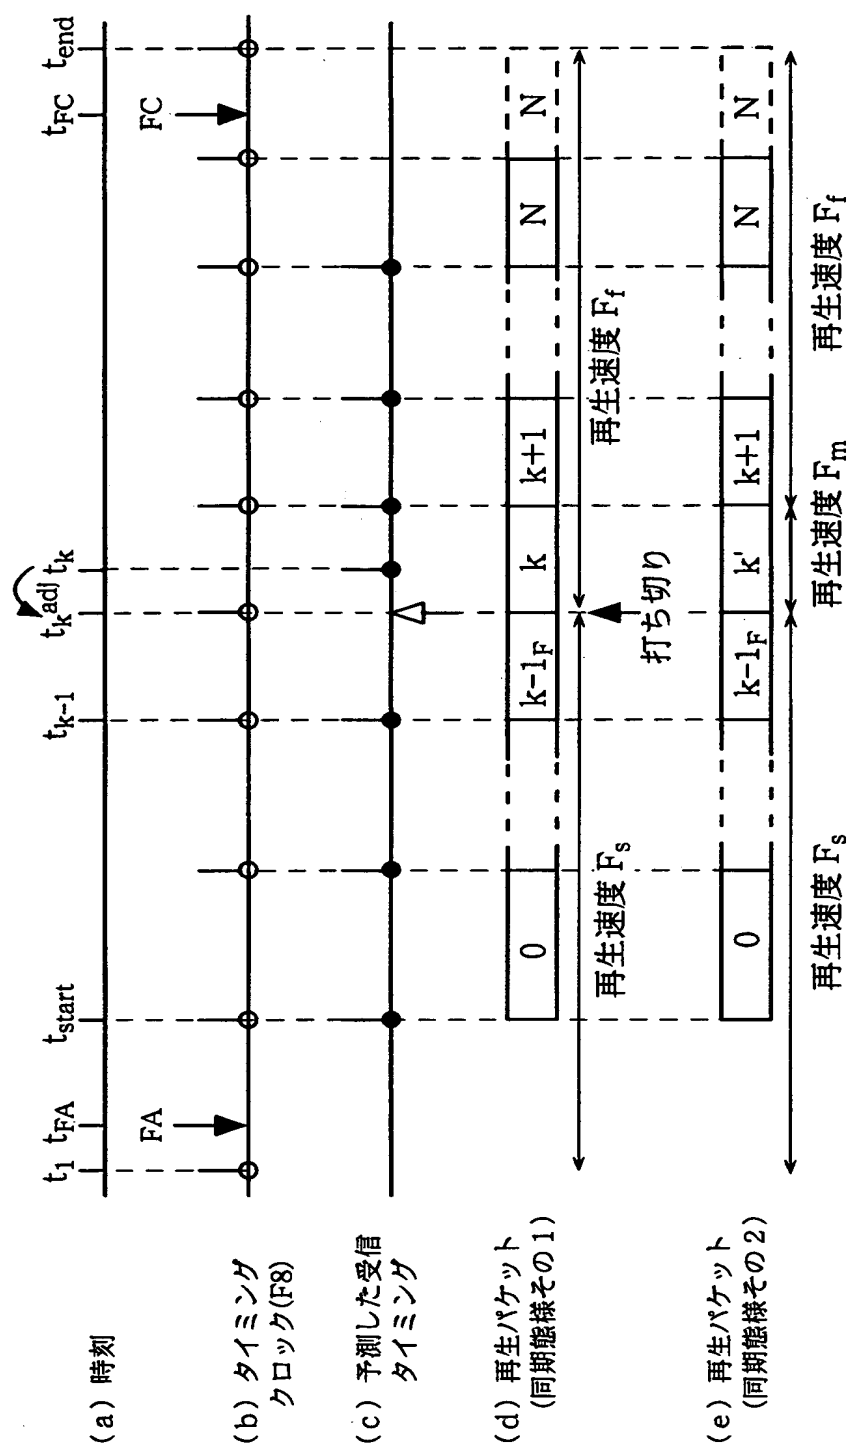 (a) 時刻
t1 tFA tstart tk-1 tk^adj tk tFC tend
(b) タイミング
クロック(F8)
FA
FC
(c) 予測した受信
タイミング
(d) 再生パケット
(同期態様その1)
0
k-1F
k
k+1
N
N
打ち切り
再生速度 Fs
再生速度 Ff
(e) 再生パケット
(同期態様その2)
0
k-1F
k'
k+1
N
N
再生速度 Fs
再生速度 Fm
再生速度 Ff